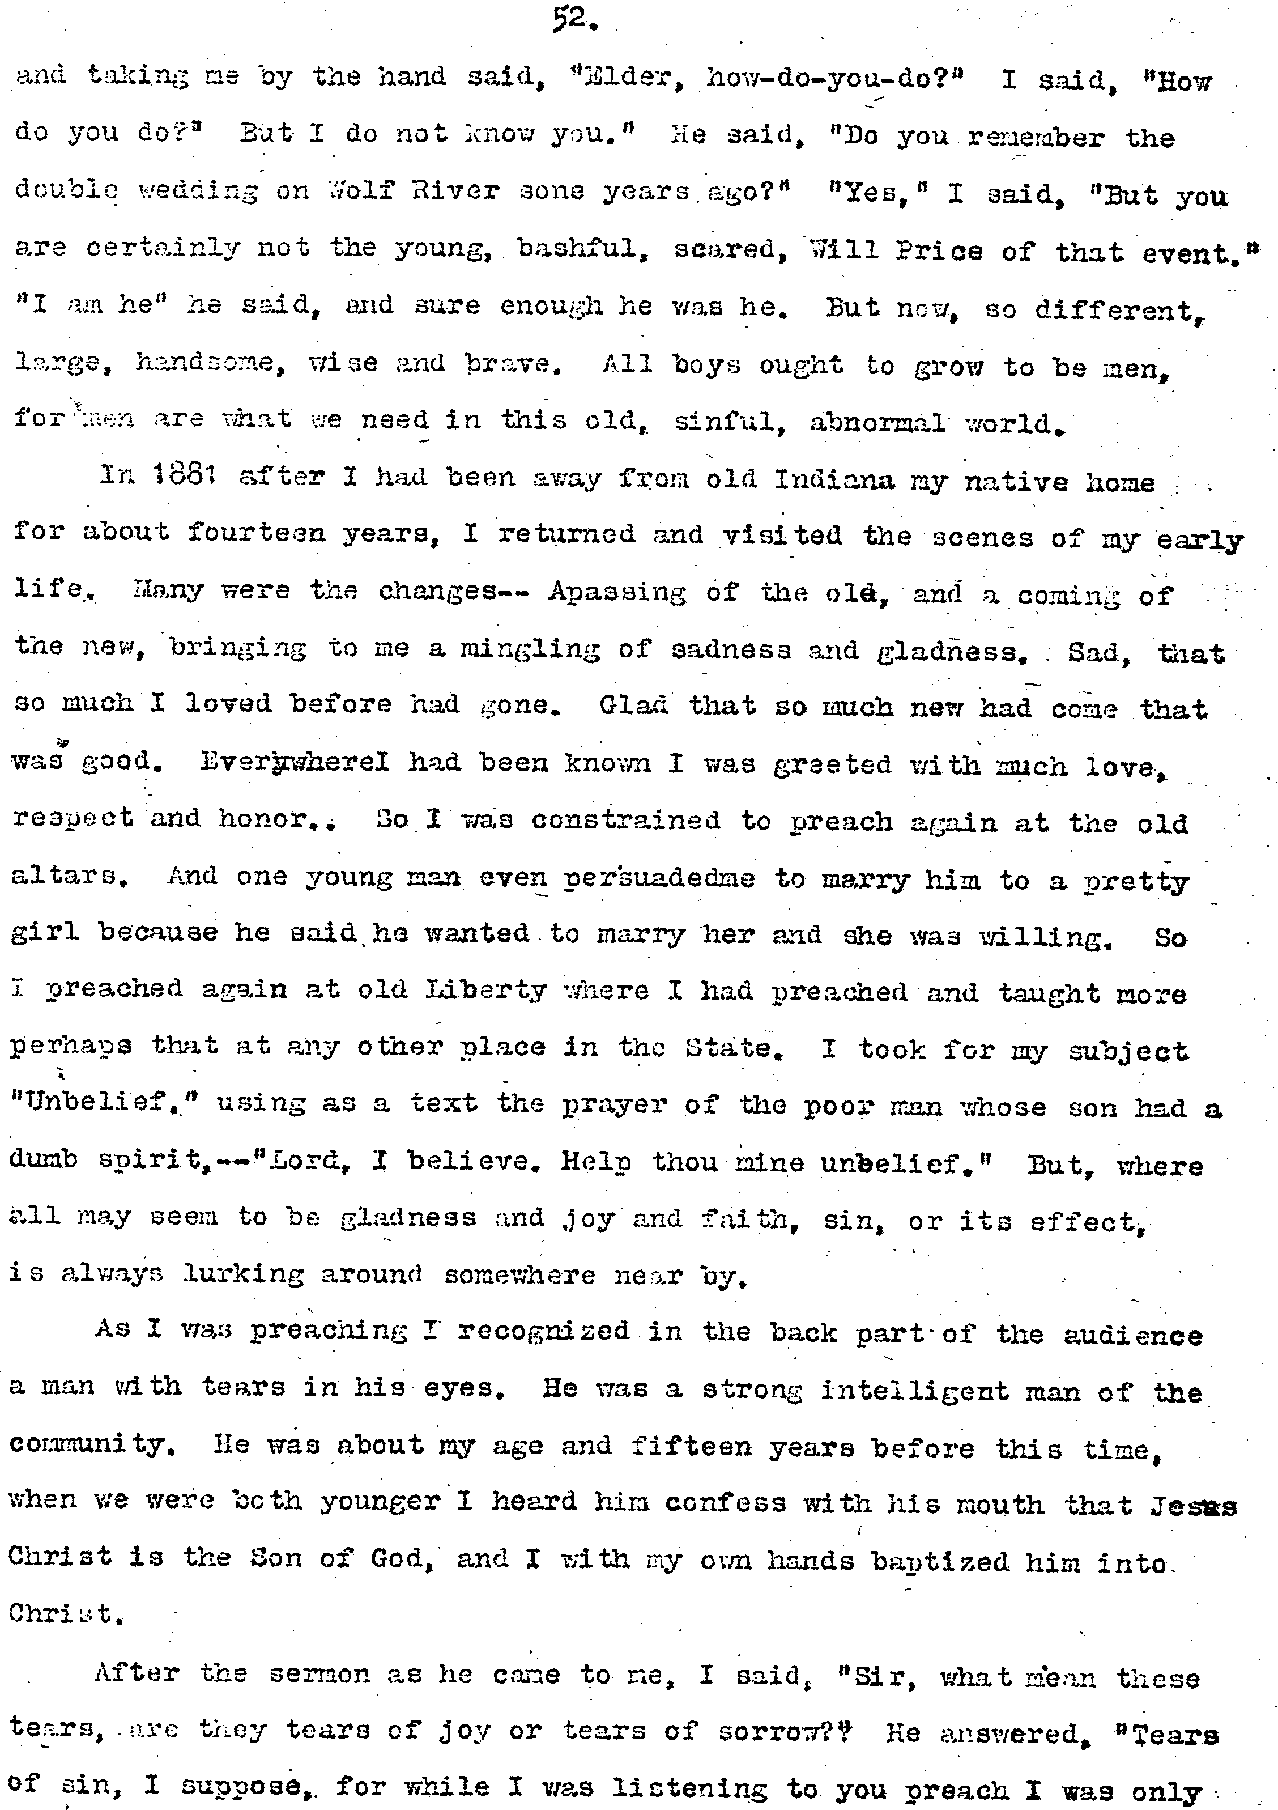 52.
and taking me by the hand said, "Elder, how-do-you-do?" I said, "How
do you do?" But I do not know you." He said, "Do you remember the
double wedding on Wolf River some years ago?" "Yes," I said, "But you
are certainly not the young, bashful, scared, Will Price of that event."
"I am he" he said, and sure enough he was he. But now, so different,
large, handsome, wise and brave. All boys ought to grow to be men,
for men are what we need in this old, sinful, abnormal world.
In 1881 after I had been away from old Indiana my native home
for about fourteen years, I returned and visited the scenes of my early
life. Many were the changes-- Apassing of the old, and a coming of
the new, bringing to me a mingling of sadness and gladness. Sad, that
so much I loved before had gone. Glad that so much new had come that
was good. EverywhereI had been known I was greeted with much love,
respect and honor.. So I was constrained to preach again at the old
altars. And one young man even persuadedme to marry him to a pretty
girl because he said he wanted to marry her and she was willing. So
I preached again at old Liberty where I had preached and taught more
perhaps that at any other place in the State. I took for my subject
"Unbelief," using as a text the prayer of the poor man whose son had a
dumb spirit,--"Lord, I believe. Help thou mine unbelief." But, where
all may seem to be gladness and joy and faith, sin, or its effect,
is always lurking around somewhere near by.
As I was preaching I recognized in the back part of the audience
a man with tears in his eyes. He was a strong intelligent man of the
community. He was about my age and fifteen years before this time,
when we were both younger I heard him confess with his mouth that Jesus
Christ is the Son of God, and I with my own hands baptized him into
Christ.
After the sermon as he came to me, I said, "Sir, what mean these
tears, are they tears of joy or tears of sorrow?" He answered, "Tears
of sin, I suppose, for while I was listening to you preach I was only